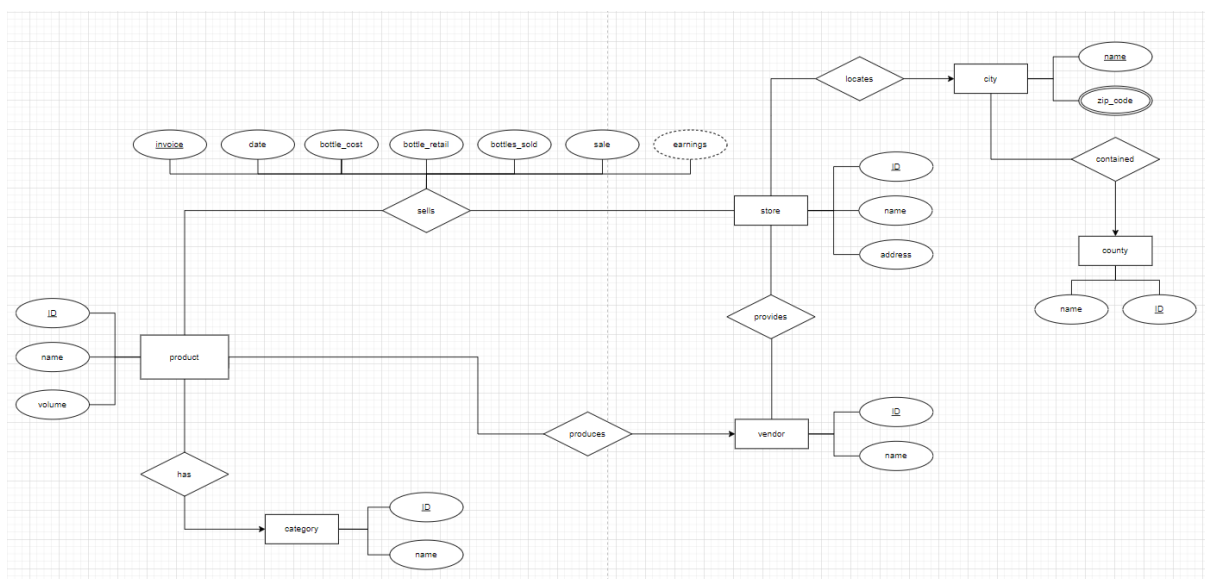 name
locates
city
zip_code
invoice
date
bottle_cost
bottle_retail
bottles_sold
sale
earnings
contained
ID
sells
store
name
county
address
name
ID
ID
provides
name
product
volume
ID
produces
vendor
name
has
ID
category
name